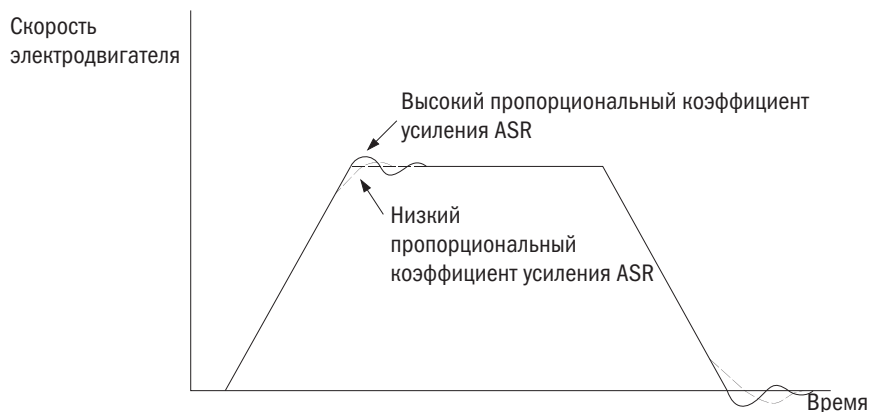 Скорость
электродвигателя
Высокий пропорциональный коэффициент
усиления ASR
Низкий
пропорциональный
коэффициент усиления ASR
Время